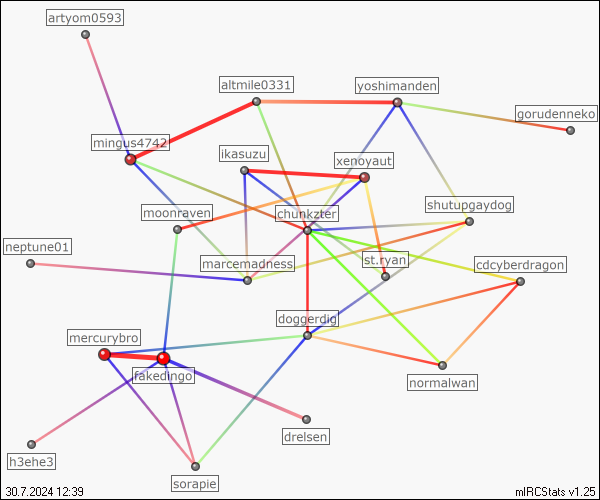 artyom0593
altmile0331
yoshimanden
gorudenneko
mingus4742
ikasuzu
xenoyaut
moonraven
chunkzter
shutupgaydog
neptune01
marcemadness
st.ryan
cdcyberdragon
doggerdig
mercurybro
fakedingo
normalwan
drelsen
h3ehe3
sorapie
30.7.2024 12:39
mIRCStats v1.25